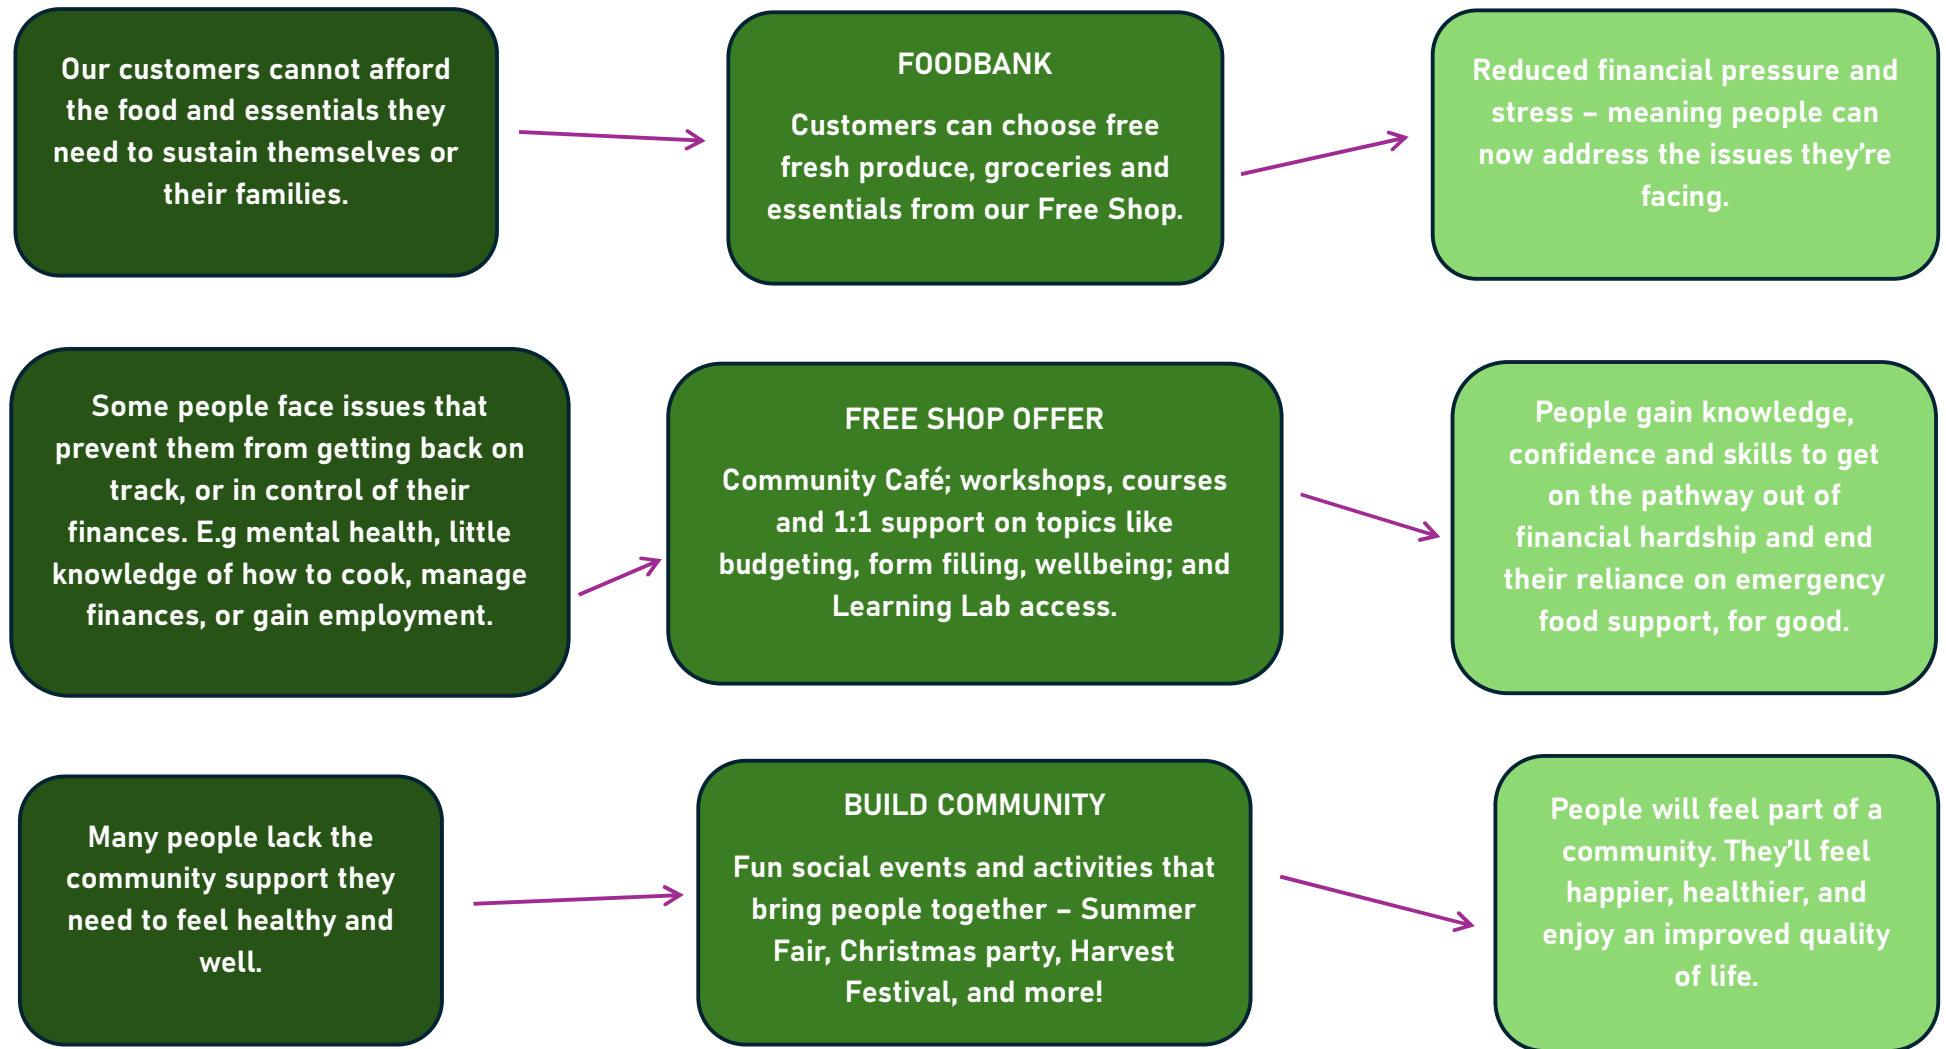 Our customers cannot afford
the food and essentials they
need to sustain themselves or
their families.
FOODBANK
Customers can choose free
fresh produce, groceries and
essentials from our Free Shop.
Reduced financial pressure and
stress – meaning people can
now address the issues they’re
facing.
Some people face issues that
prevent them from getting back on
track, or in control of their
finances. E.g mental health, little
knowledge of how to cook, manage
finances, or gain employment.
FREE SHOP OFFER
Community Café; workshops, courses
and 1:1 support on topics like
budgeting, form filling, wellbeing; and
Learning Lab access.
People gain knowledge,
confidence and skills to get
on the pathway out of
financial hardship and end
their reliance on emergency
food support, for good.
Many people lack the
community support they
need to feel healthy and
well.
BUILD COMMUNITY
Fun social events and activities that
bring people together – Summer
Fair, Christmas party, Harvest
Festival, and more!
People will feel part of a
community. They’ll feel
happier, healthier, and
enjoy an improved quality
of life.